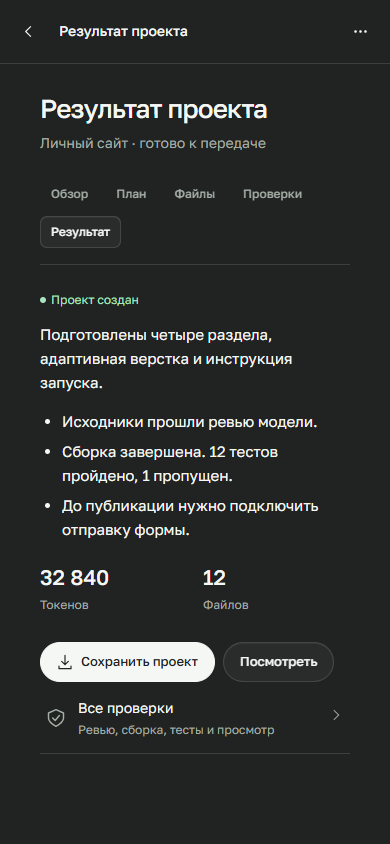 Результат проекта
Результат проекта
Личный сайт · готово к передаче
Обзор План Файлы Проверки
Результат
Проект создан
Подготовлены четыре раздела,
адаптивная верстка и инструкция
запуска.
• Исходники прошли ревью модели.
• Сборка завершена. 12 тестов
пройдено, 1 пропущен.
• До публикации нужно подключить
отправку формы.
32 840 12
Токенов Файлов
Сохранить проект Посмотреть
Все проверки
Ревью, сборка, тесты и просмотр